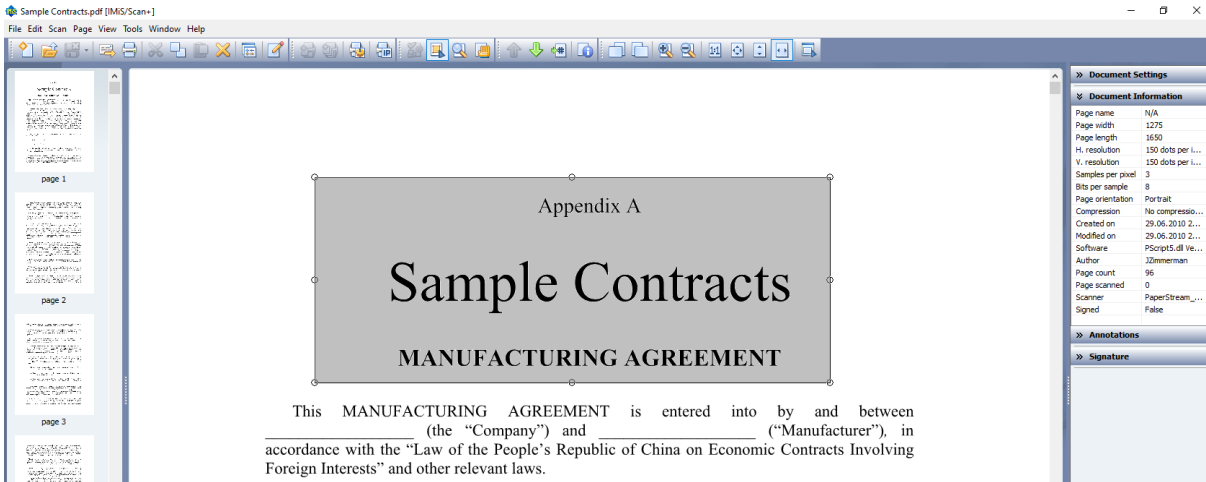 Sample Contracts.pdf [IMiS/Scan+]
File Edit Scan Page View Tools Window Help
page 1
page 2
page 3
Appendix A
Sample Contracts
MANUFACTURING AGREEMENT
This MANUFACTURING AGREEMENT is entered into by and between
___________________ (the “Company”) and ____________________ (“Manufacturer”), in
accordance with the “Law of the People’s Republic of China on Economic Contracts Involving
Foreign Interests” and other relevant laws.
Document Settings
Document Information
Page name N/A
Page width 1275
Page length 1650
H. resolution 150 dots per i...
V. resolution 150 dots per i...
Samples per pixel 3
Bits per sample 8
Page orientation Portrait
Compression No compressio...
Created on 29.06.2010 2...
Modified on 29.06.2010 2...
Software PScript5.dll Ve...
Author JZimmerman
Page count 96
Page scanned 0
Scanner PaperStream_...
Signed False
Annotations
Signature